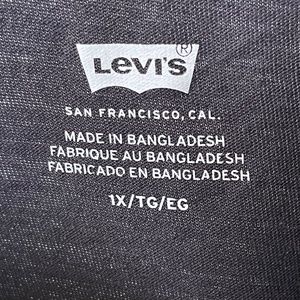 Levi's®
SAN FRANCISCO, CAL.
MADE IN BANGLADESH
FABRIQUE AU BANGLADESH
FABRICADO EN BANGLADESH
1X/TG/EG